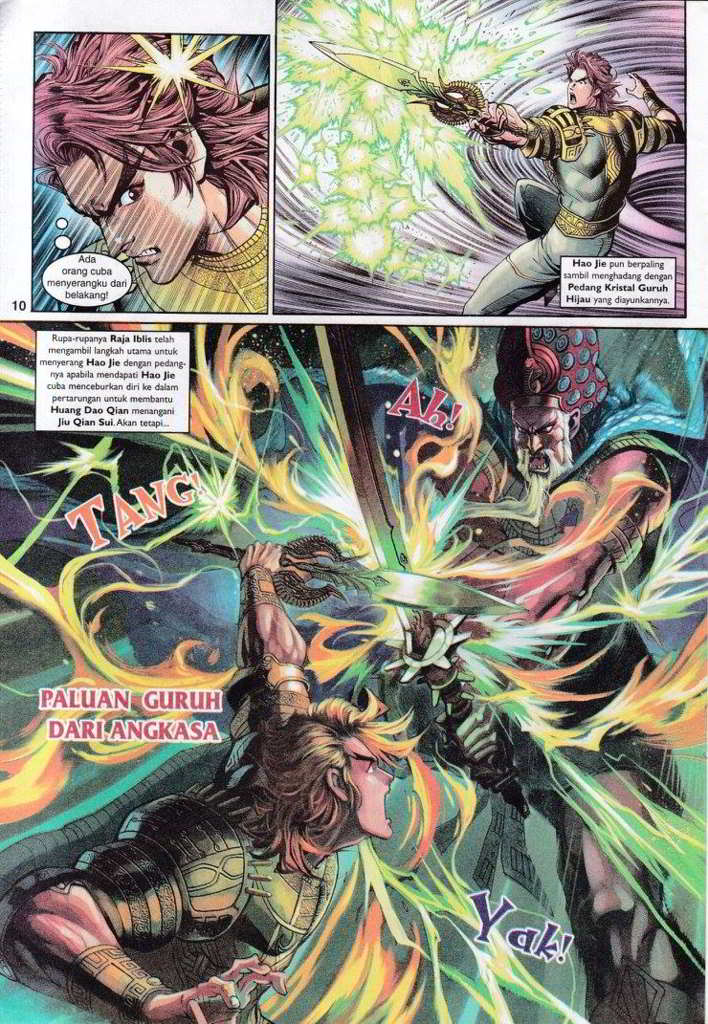 Ada
orang cuba
menyerangku dari
belakang!
Hao Jie pun berpaling
sambil menghadang dengan
Pedang Kristal Guruh
Hijau yang diayunkannya.
10
Rupa-rupanya Raja Iblis telah
mengambil langkah utama untuk
menyerang Hao Jie dengan pedang-
nya apabila mendapati Hao Jie
cuba menceburkan diri ke dalam
pertarungan untuk membantu
Huang Dao Qian menangani
Jiu Qian Sui. Akan tetapi...
Ah!
TANG!
PALUAN GURUH
DARI ANGKASA
Yak!